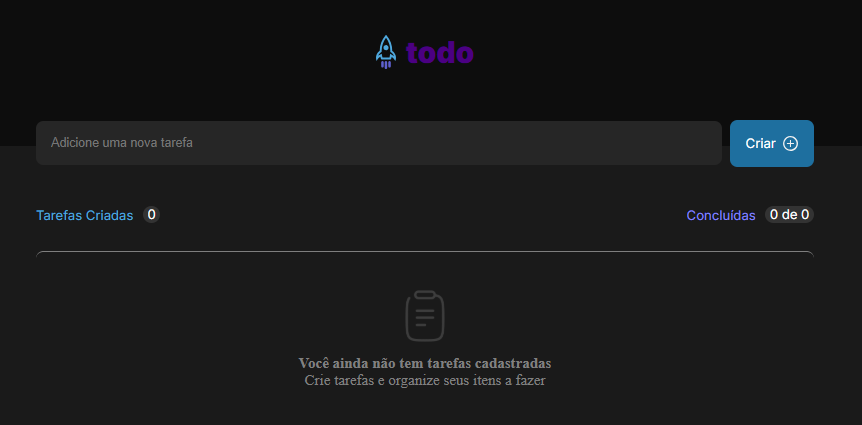 todo
Adicione uma nova tarefa
Criar
Tarefas Criadas 0
Concluídas 0 de 0
Você ainda não tem tarefas cadastradas
Crie tarefas e organize seus itens a fazer